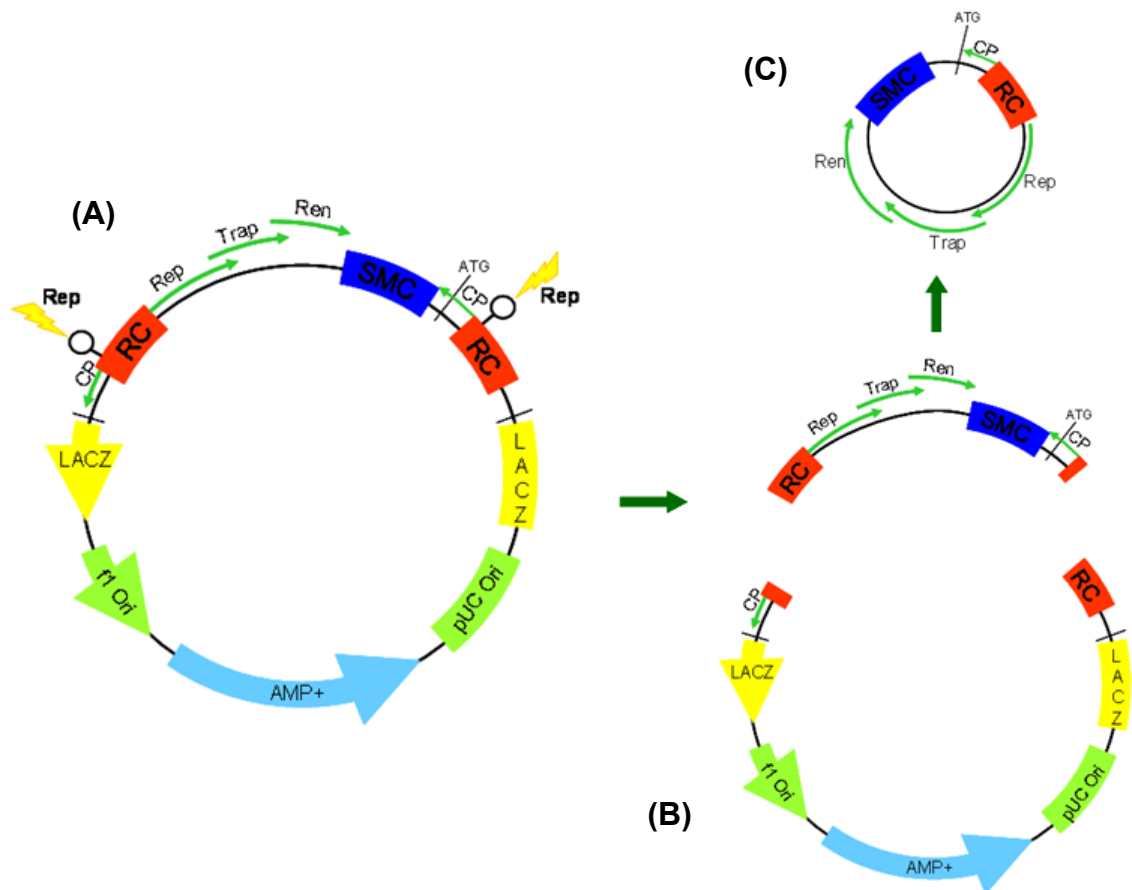 (A)
Rep
RC
CP
Rep
Trap
Ren
SMC
ATG
CP
RC
Rep
LACZ
f1 Ori
AMP+
pUC Ori
LACZ
(C)
SMC
ATG
CP
RC
Rep
Trap
Ren
RC
Rep
Trap
Ren
SMC
ATG
CP
CP
LACZ
f1 Ori
AMP+
pUC Ori
LACZ
RC
(B)